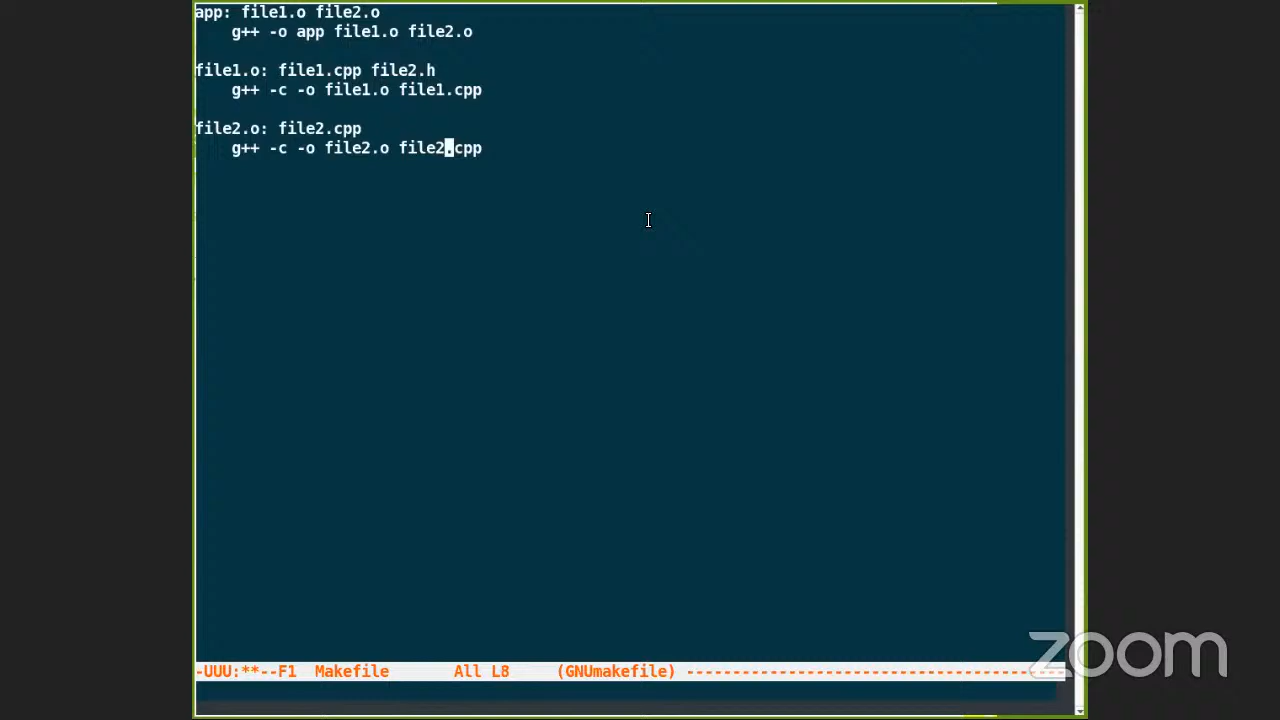 app: file1.o file2.o
    g++ -o app file1.o file2.o

file1.o: file1.cpp file2.h
    g++ -c -o file1.o file1.cpp

file2.o: file2.cpp
    g++ -c -o file2.o file2.cpp
-UUU:**--F1  Makefile       All L8     (GNUmakefile) -----------------------------------------
zoom